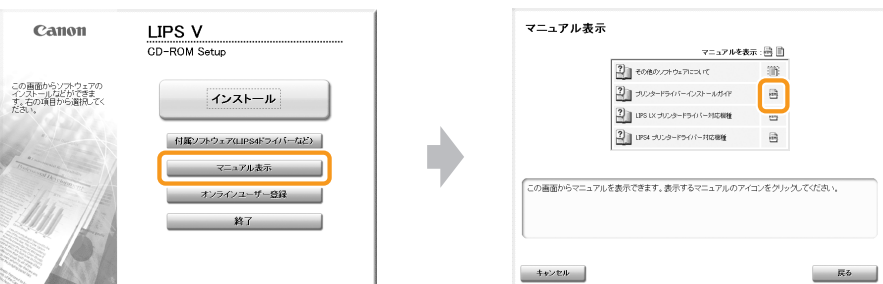 Canon
LIPS V
CD-ROM Setup
この画面からソフトウェアの
インストールなどができま
す。右の項目から選択してく
ださい。
インストール
付属ソフトウェア(LIPS4ドライバーなど)
マニュアル表示
オンラインユーザー登録
終了
マニュアル表示
マニュアルを表示:
その他のソフトウェアについて
プリンタードライバーインストールガイド
LIPS LX プリンタードライバー対応機種
LIPS4 プリンタードライバー対応機種
この画面からマニュアルを表示できます。表示するマニュアルのアイコンをクリックしてください。
キャンセル
戻る